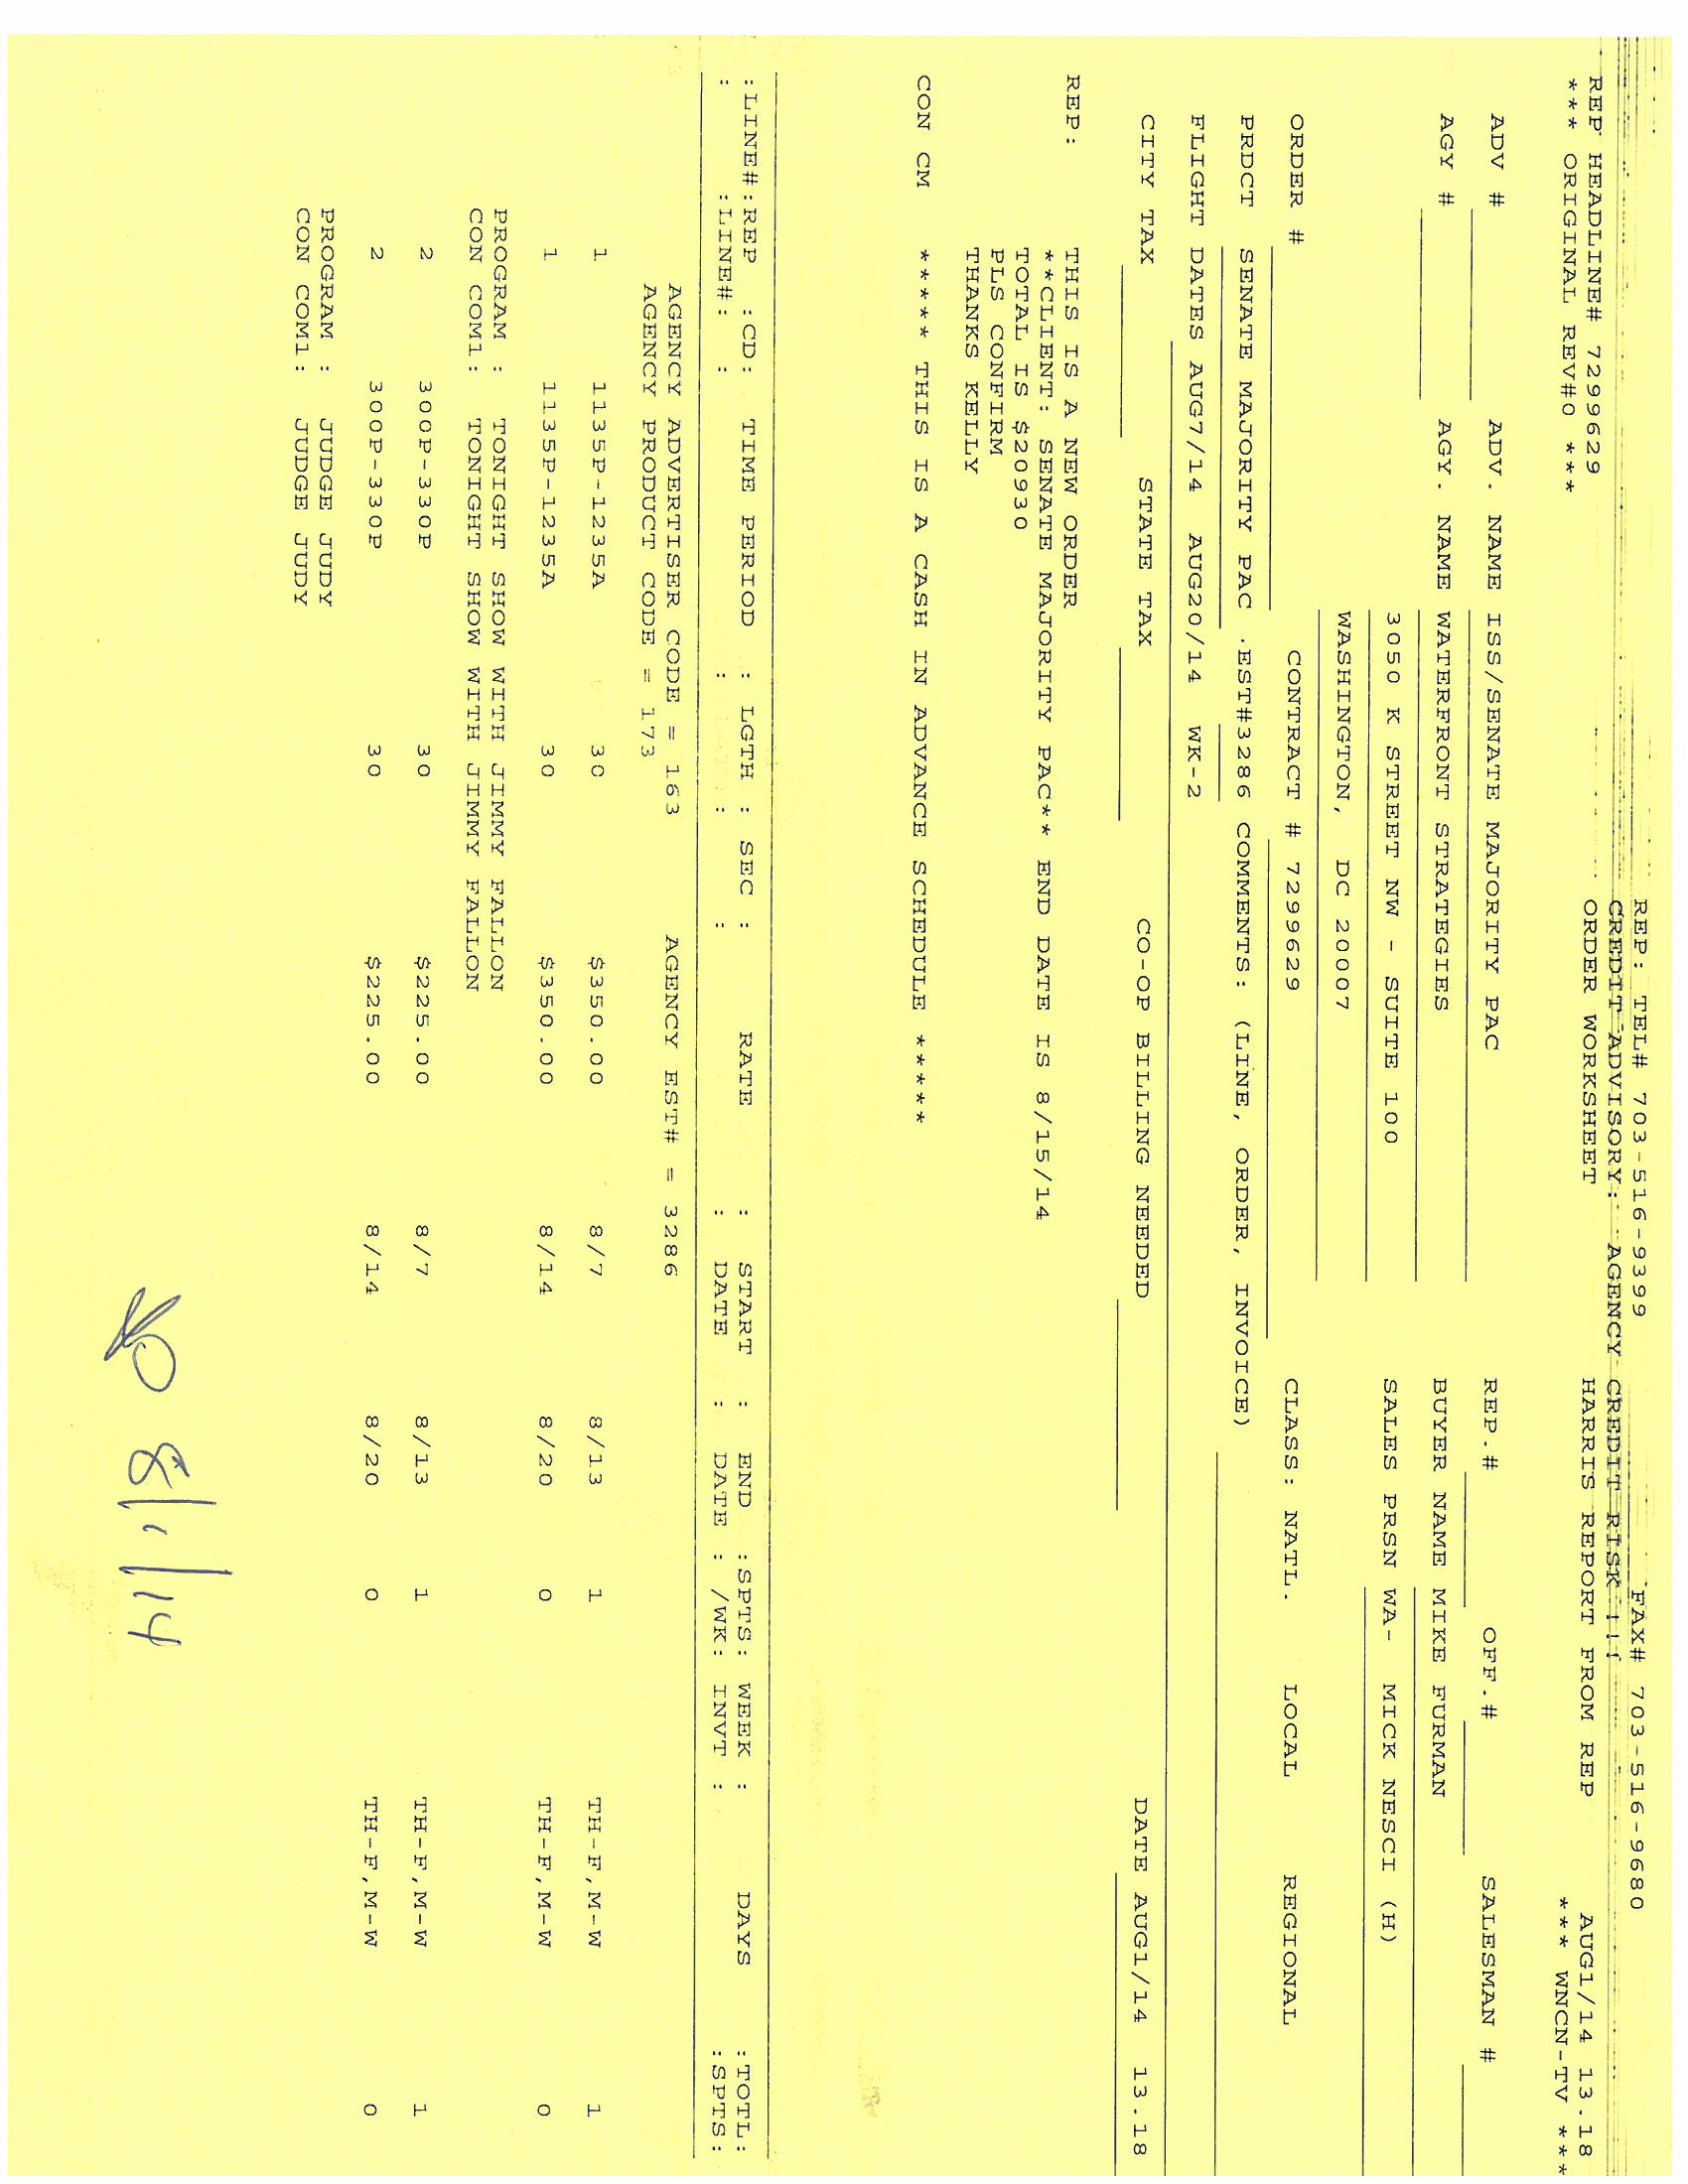 REP: TEL# 703-516-9399 FAX# 703-516-9680
CREDIT ADVISORY: AGENCY CREDIT RISK !!!
ORDER WORKSHEET HARRIS REPORT FROM REP AUG1/14 13.18
REP HEADLINE# 7299629
*** ORIGINAL REV#0 *** *** WNCN-TV ***
ADV # ADV. NAME ISS/SENATE MAJORITY PAC REP.# OFF.# SALESMAN #
AGY # AGY. NAME WATERFRONT STRATEGIES BUYER NAME MIKE FURMAN
3050 K STREET NW - SUITE 100 SALES PRSN WA- MICK NESCI (H)
WASHINGTON, DC 20007
ORDER # CONTRACT # 7299629 CLASS: NATL. LOCAL REGIONAL
PRDCT SENATE MAJORITY PAC .EST#3286 COMMENTS: (LINE, ORDER, INVOICE)
FLIGHT DATES AUG7/14 AUG20/14 WK-2
CITY TAX STATE TAX CO-OP BILLING NEEDED DATE AUG1/14 13.18
REP: THIS IS A NEW ORDER
**CLIENT: SENATE MAJORITY PAC** END DATE IS 8/15/14
TOTAL IS $20930
PLS CONFIRM
THANKS KELLY
CON CM ***** THIS IS A CASH IN ADVANCE SCHEDULE *****
:LINE#:REP :CD: TIME PERIOD : LGTH : SEC : RATE : START : END :SPTS: WEEK : DAYS :TOTL:
: :LINE#: : : : : : DATE : DATE : /WK: INVT : :SPTS:
AGENCY ADVERTISER CODE = 163 AGENCY EST# = 3286
AGENCY PRODUCT CODE = 173
1 1135P-1235A 30 $350.00 8/7 8/13 1 TH-F,M-W 1
1 1135P-1235A 30 $350.00 8/14 8/20 0 TH-F,M-W 0
PROGRAM : TONIGHT SHOW WITH JIMMY FALLON
CON COM1: TONIGHT SHOW WITH JIMMY FALLON
2 300P-330P 30 $225.00 8/7 8/13 1 TH-F,M-W 1
2 300P-330P 30 $225.00 8/14 8/20 0 TH-F,M-W 0
PROGRAM : JUDGE JUDY
CON COM1: JUDGE JUDY
8/1/14